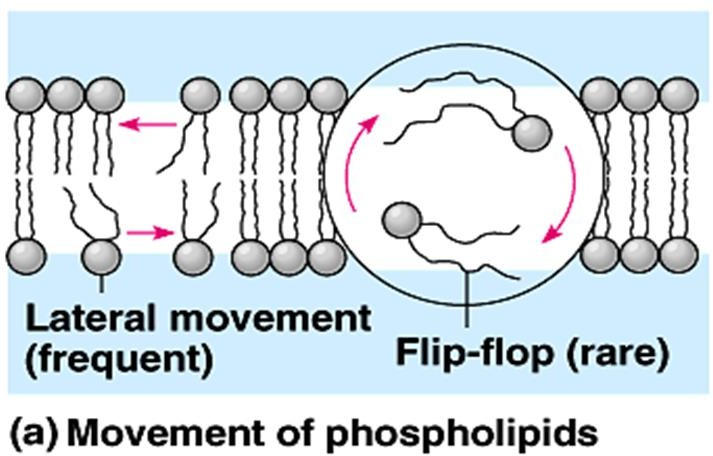 Lateral movement
(frequent)
Flip-flop (rare)
(a) Movement of phospholipids